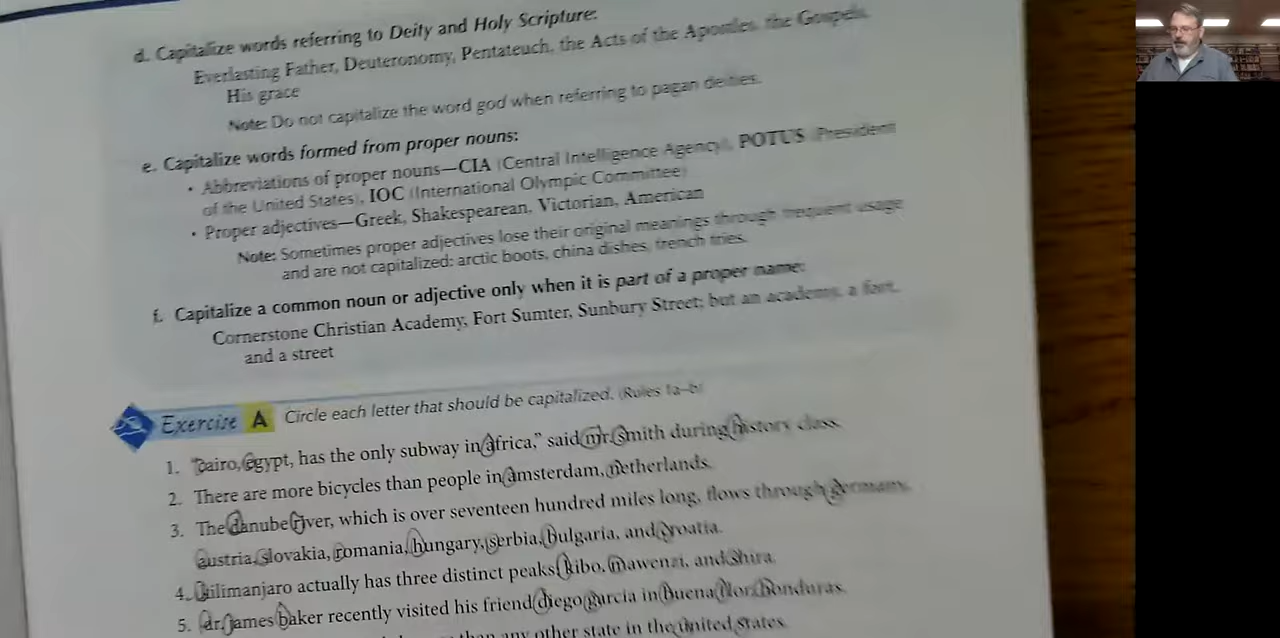 d. Capitalize words referring to Deity and Holy Scripture:
Everlasting Father, Deuteronomy, Pentateuch, the Acts of the Apostles, the Gospels,
His grace
Note: Do not capitalize the word god when referring to pagan deities.
e. Capitalize words formed from proper nouns:
• Abbreviations of proper nouns—CIA (Central Intelligence Agency), POTUS (President
of the United States), IOC (International Olympic Committee)
• Proper adjectives—Greek, Shakespearean, Victorian, American
Note: Sometimes proper adjectives lose their original meanings through frequent usage
and are not capitalized: arctic boots, china dishes, french fries.
f. Capitalize a common noun or adjective only when it is part of a proper name:
Cornerstone Christian Academy, Fort Sumter, Sunbury Street; but an academy, a fort,
and a street
Exercise A Circle each letter that should be capitalized. (Rules 1a–b)
1. "cairo, egypt, has the only subway in africa," said mr. smith during history class.
2. There are more bicycles than people in amsterdam, netherlands.
3. The danube river, which is over seventeen hundred miles long, flows through germany,
austria, slovakia, romania, hungary, serbia, bulgaria, and croatia.
4. kilimanjaro actually has three distinct peaks: kibo, mawenzi, and shira.
5. dr. james baker recently visited his friend diego garcia in buena flor, honduras.
than any other state in the united states.